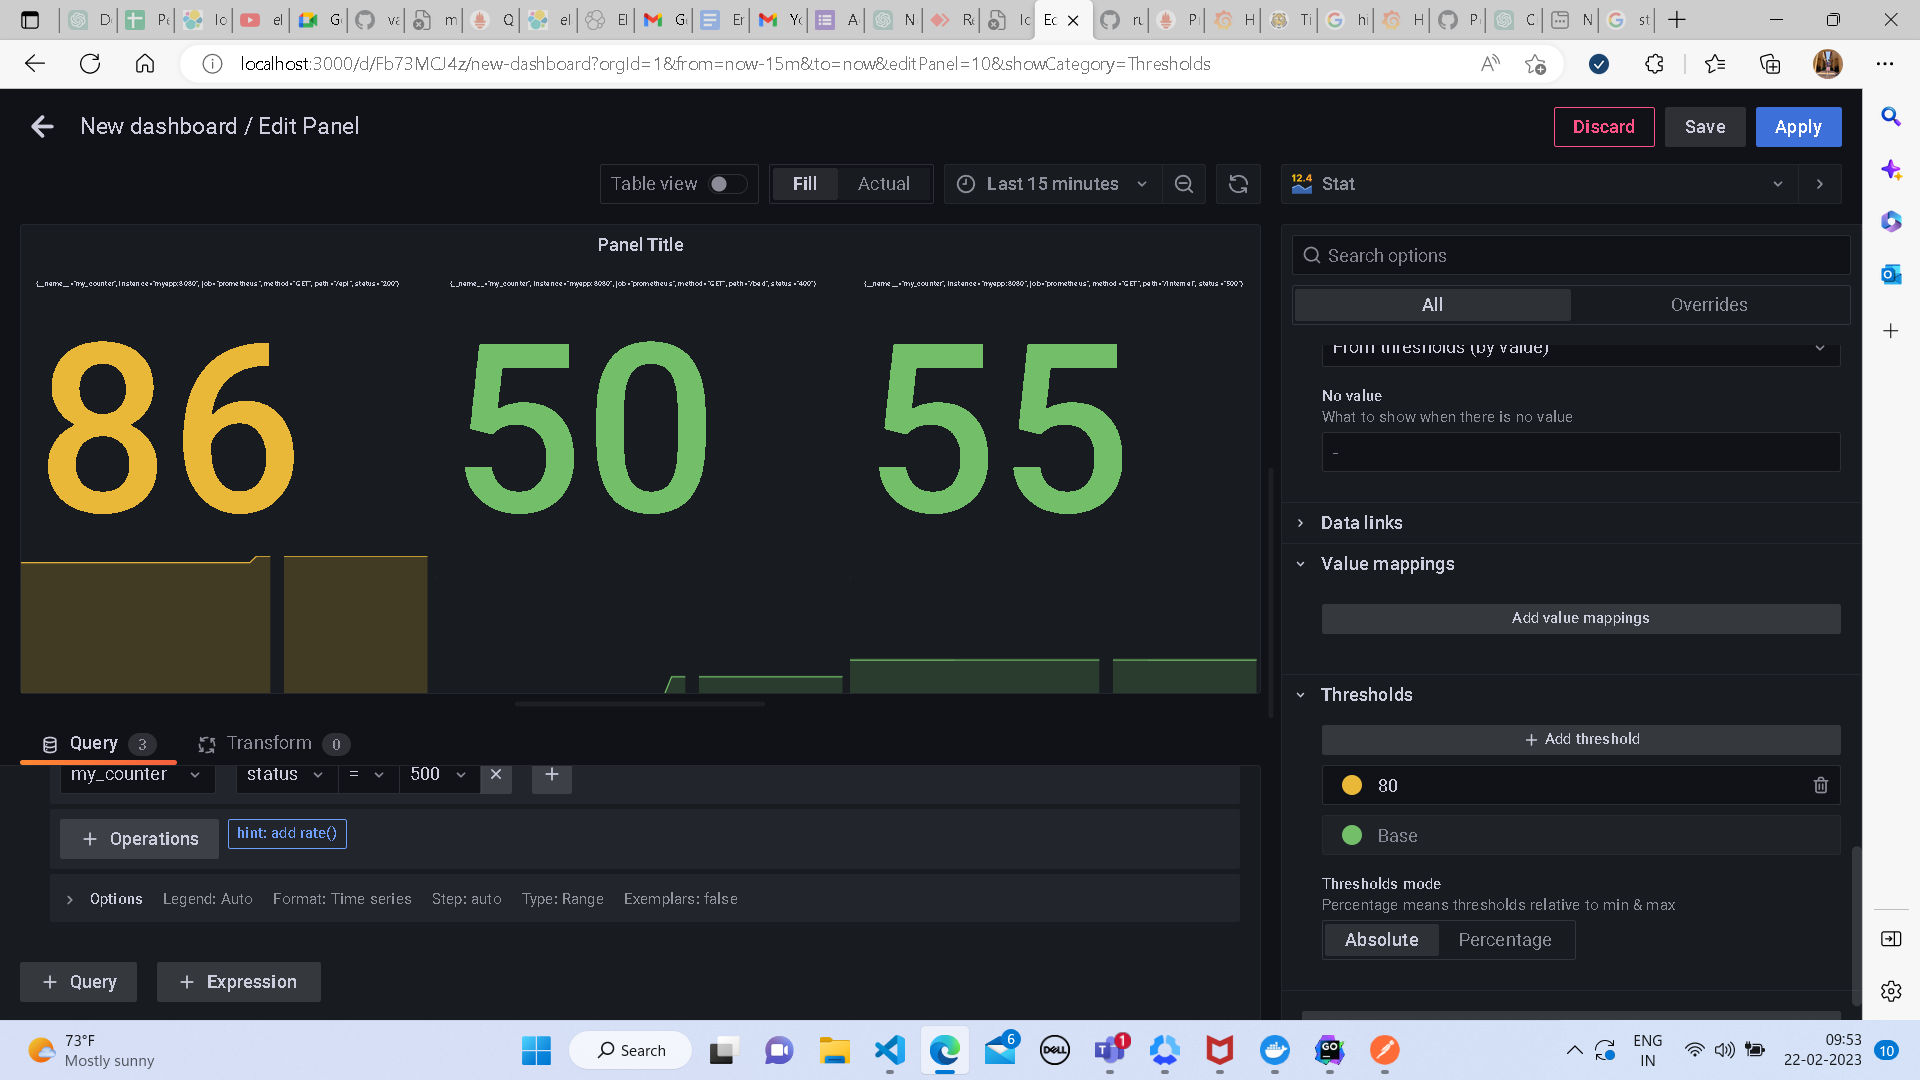 localhost:3000/d/Fb73MCJ4z/new-dashboard?orgId=1&from=now-15m&to=now&editPanel=10&showCategory=Thresholds
New dashboard / Edit Panel
Discard
Save
Apply
Table view
Fill
Actual
Last 15 minutes
12.4
Stat
Panel Title
Search options
{__name__="my_counter", instance="myapp:8080", job="prometheus", method="GET", path="/api", status="200"}
{__name__="my_counter", instance="myapp:8080", job="prometheus", method="GET", path="/bad", status="400"}
{__name__="my_counter", instance="myapp:8080", job="prometheus", method="GET", path="/internal", status="500"}
All
Overrides
86
50
55
From thresholds (by value)
No value
What to show when there is no value
-
Data links
Value mappings
Add value mappings
Thresholds
+ Add threshold
80
Base
Thresholds mode
Percentage means thresholds relative to min & max
Absolute
Percentage
Query 3
Transform 0
my_counter
status
=
500
+ Operations
hint: add rate()
Options
Legend: Auto
Format: Time series
Step: auto
Type: Range
Exemplars: false
+ Query
+ Expression
73°F
Mostly sunny
Search
6
DELL
1
GO
ENG
IN
09:53
22-02-2023
10